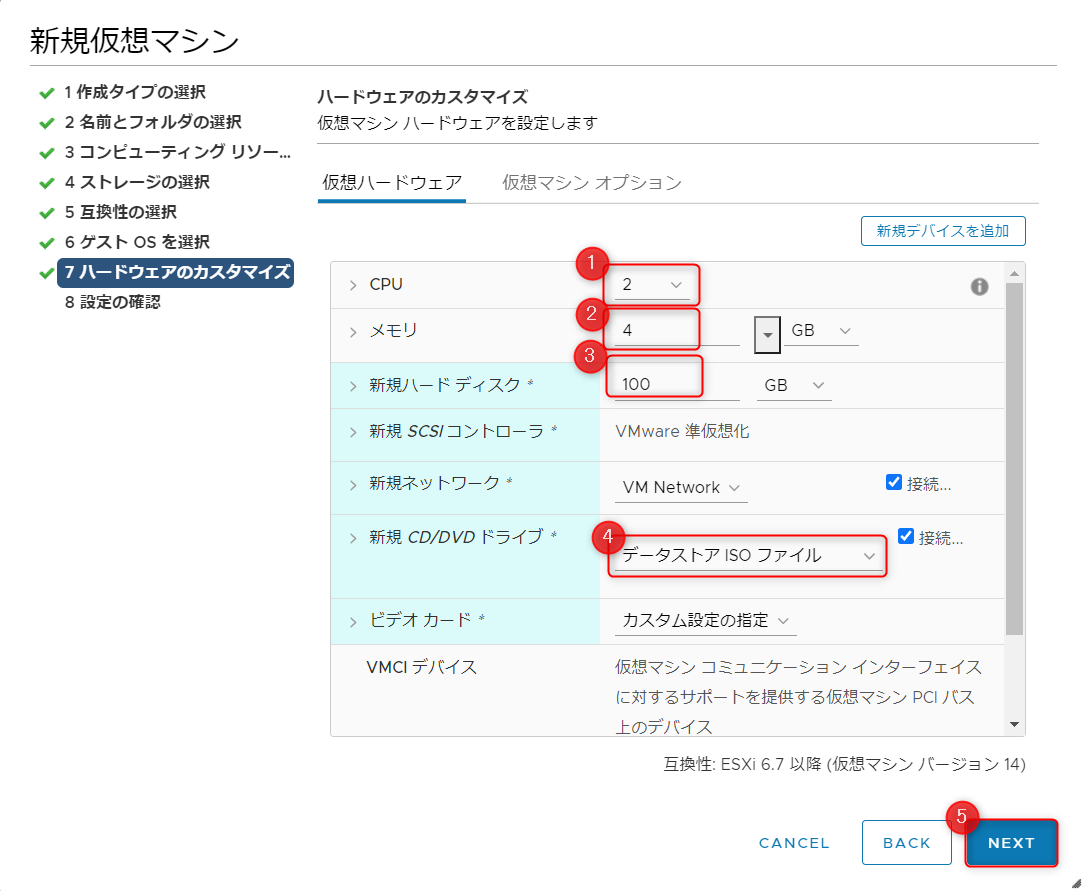 新規仮想マシン
1 作成タイプの選択
2 名前とフォルダの選択
3 コンピューティング リソー...
4 ストレージの選択
5 互換性の選択
6 ゲスト OS を選択
7 ハードウェアのカスタマイズ
8 設定の確認
ハードウェアのカスタマイズ
仮想マシン ハードウェアを設定します
仮想ハードウェア 仮想マシン オプション
新規デバイスを追加
1
CPU 2
2
メモリ 4 GB
3
新規ハード ディスク * 100 GB
新規 SCSI コントローラ * VMware 準仮想化
新規ネットワーク * VM Network 接続...
4
新規 CD/DVD ドライブ * データストア ISO ファイル 接続...
ビデオ カード * カスタム設定の指定
VMCI デバイス 仮想マシン コミュニケーション インターフェイス
に対するサポートを提供する仮想マシン PCI バス
上のデバイス
互換性: ESXi 6.7 以降 (仮想マシン バージョン 14)
5
CANCEL BACK NEXT